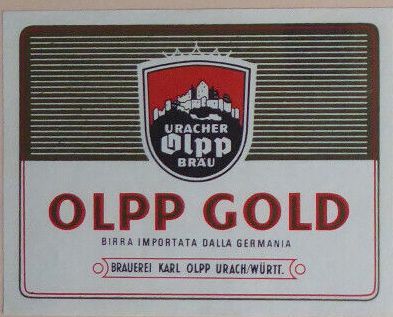 URACHER
Olpp
BRÄU
OLPP GOLD
BIRRA IMPORTATA DALLA GERMANIA
BRAUEREI KARL OLPP URACH/WÜRTT.